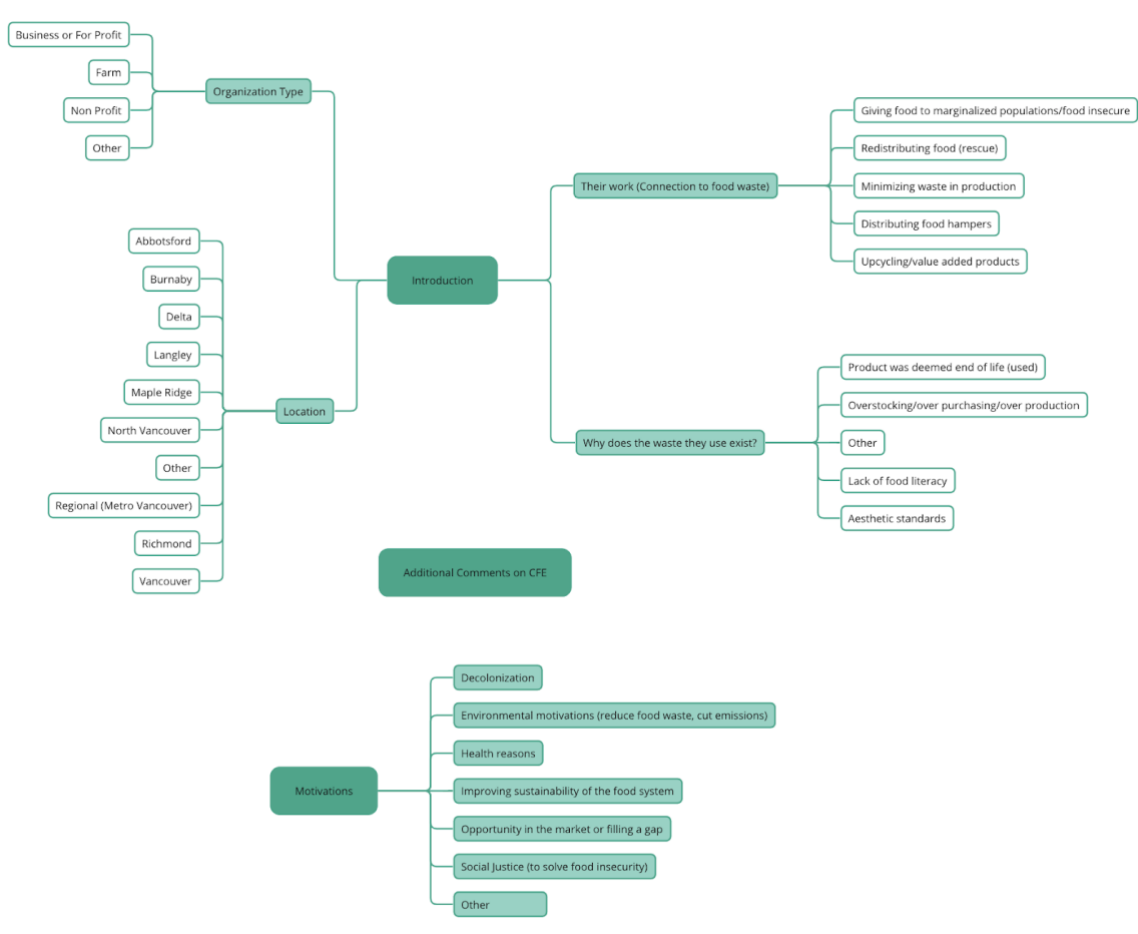 Business or For Profit
Farm
Non Profit
Other
Organization Type
Abbotsford
Burnaby
Delta
Langley
Maple Ridge
North Vancouver
Other
Regional (Metro Vancouver)
Richmond
Vancouver
Location
Introduction
Their work (Connection to food waste)
Giving food to marginalized populations/food insecure
Redistributing food (rescue)
Minimizing waste in production
Distributing food hampers
Upcycling/value added products
Why does the waste they use exist?
Product was deemed end of life (used)
Overstocking/over purchasing/over production
Other
Lack of food literacy
Aesthetic standards
Additional Comments on CFE
Motivations
Decolonization
Environmental motivations (reduce food waste, cut emissions)
Health reasons
Improving sustainability of the food system
Opportunity in the market or filling a gap
Social Justice (to solve food insecurity)
Other